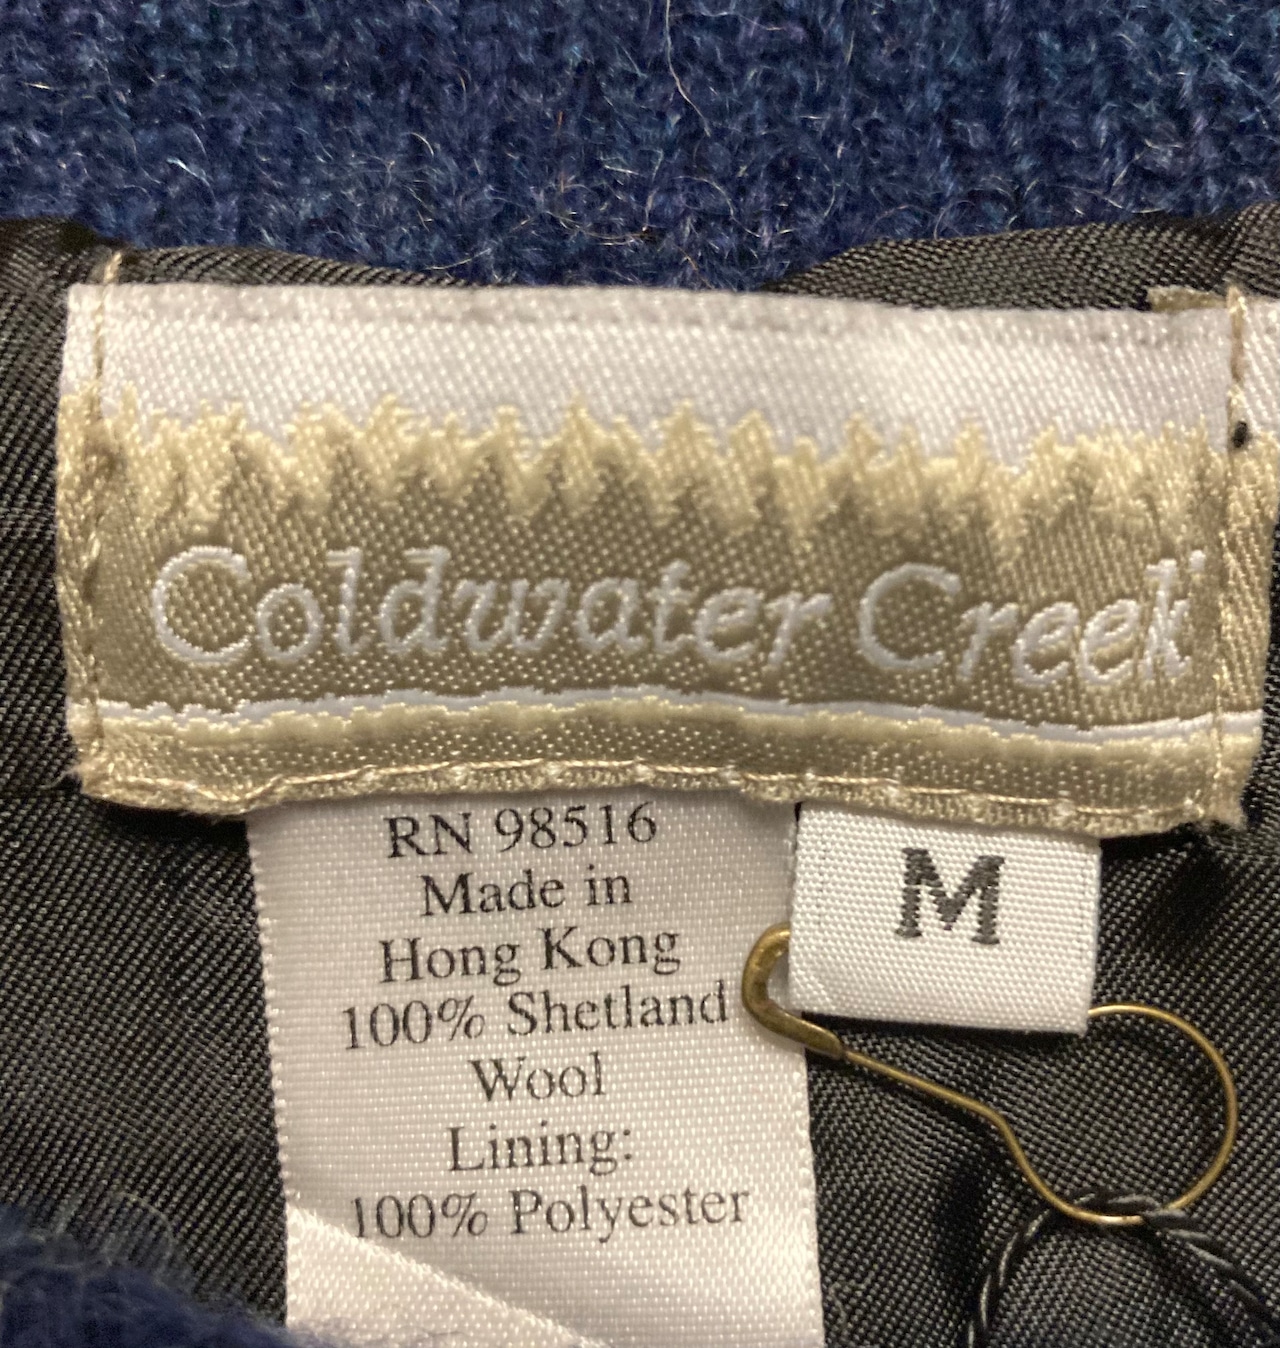 Coldwater Creek
RN 98516
Made in
Hong Kong
100% Shetland
Wool
Lining:
100% Polyester
M